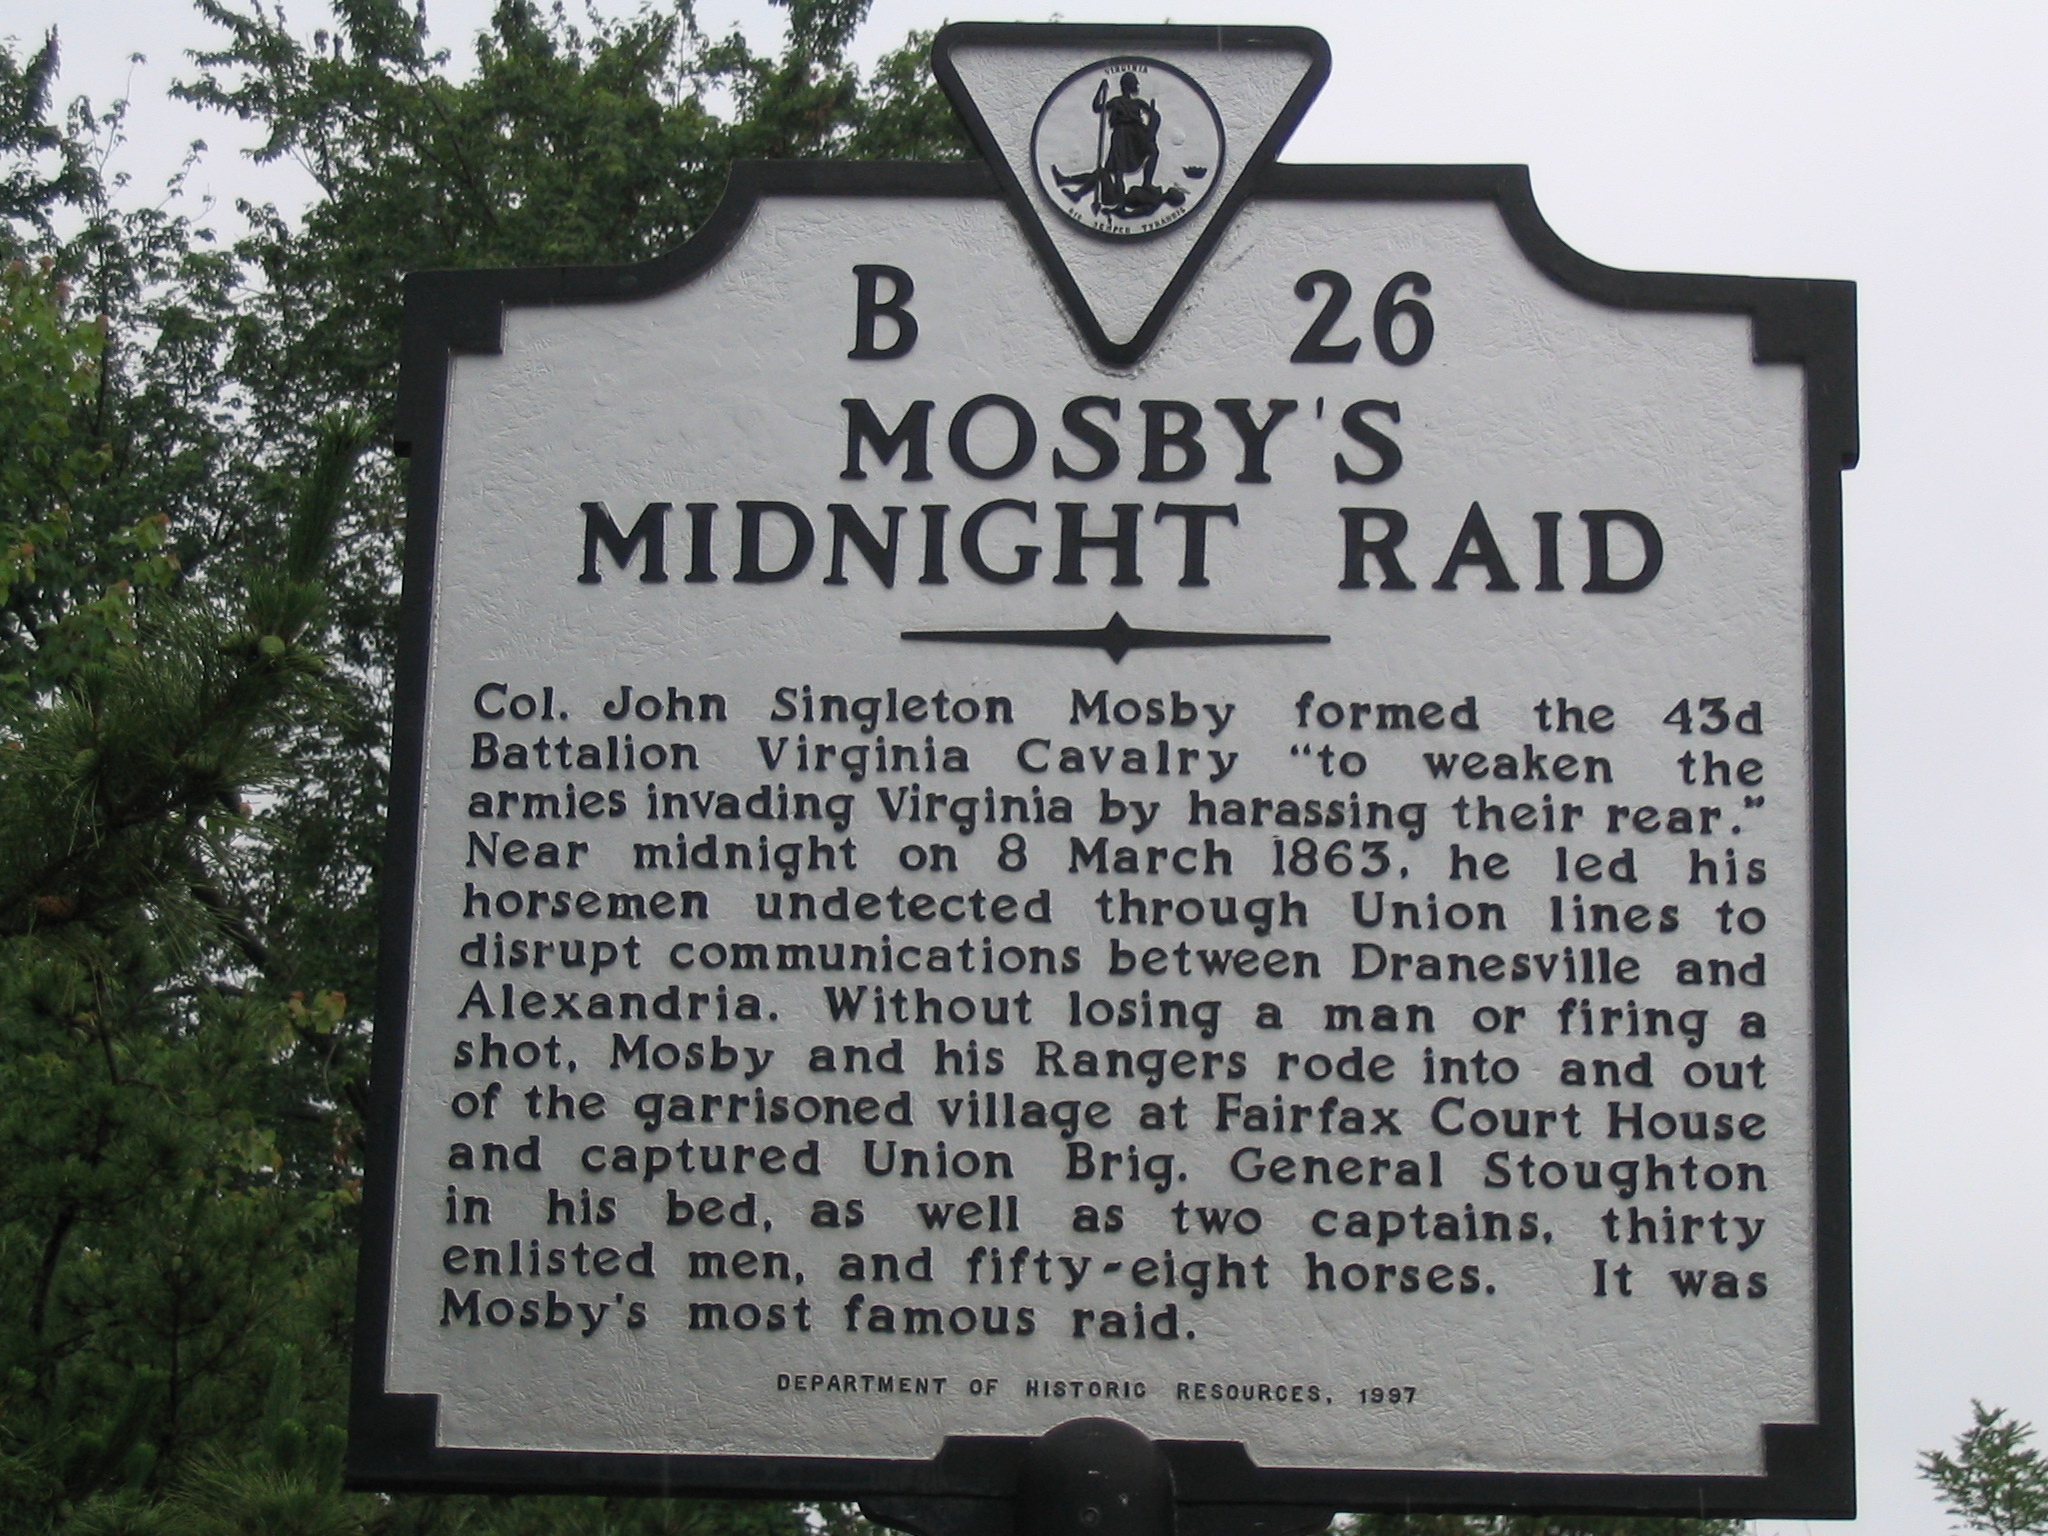 VIRGINIA
SIC SEMPER TYRANNIS
B 26
MOSBY'S
MIDNIGHT RAID
Col. John Singleton Mosby formed the 43d
Battalion Virginia Cavalry “to weaken the
armies invading Virginia by harassing their rear.”
Near midnight on 8 March 1863, he led his
horsemen undetected through Union lines to
disrupt communications between Dranesville and
Alexandria. Without losing a man or firing a
shot, Mosby and his Rangers rode into and out
of the garrisoned village at Fairfax Court House
and captured Union Brig. General Stoughton
in his bed, as well as two captains, thirty
enlisted men, and fifty-eight horses. It was
Mosby's most famous raid.
DEPARTMENT OF HISTORIC RESOURCES, 1997